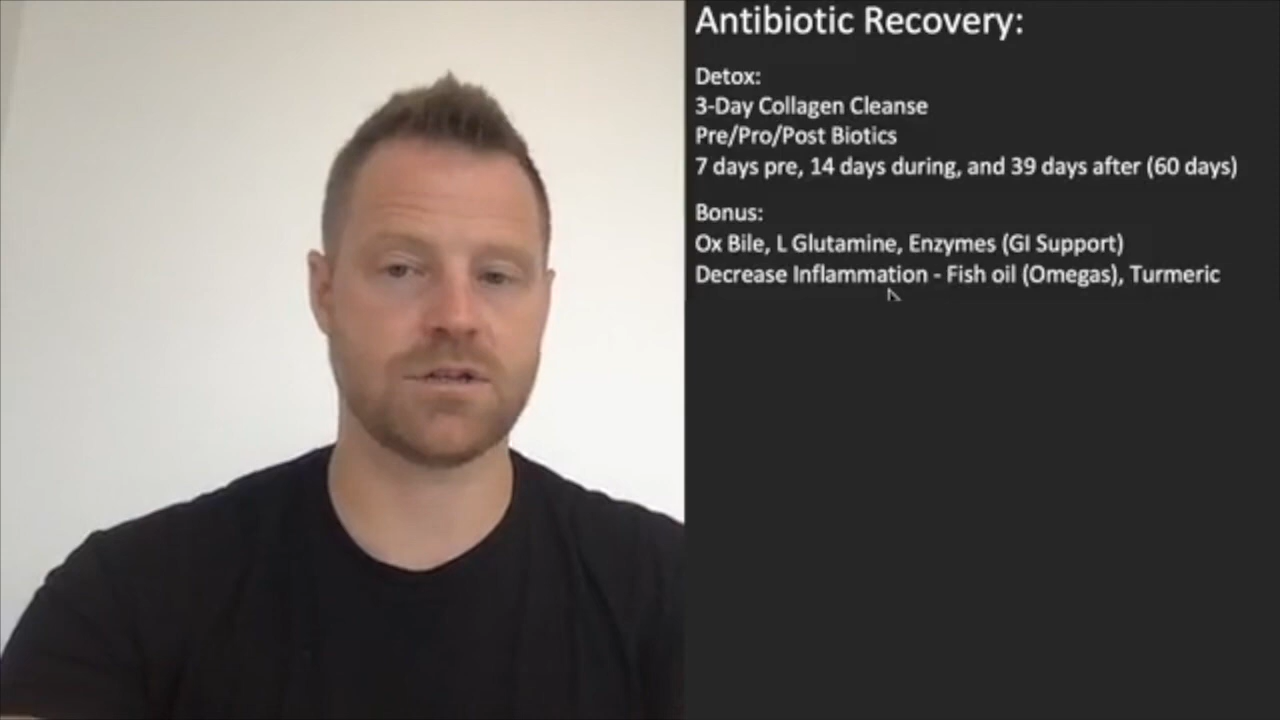 Antibiotic Recovery:
Detox:
3-Day Collagen Cleanse
Pre/Pro/Post Biotics
7 days pre, 14 days during, and 39 days after (60 days)
Bonus:
Ox Bile, L Glutamine, Enzymes (GI Support)
Decrease Inflammation - Fish oil (Omegas), Turmeric